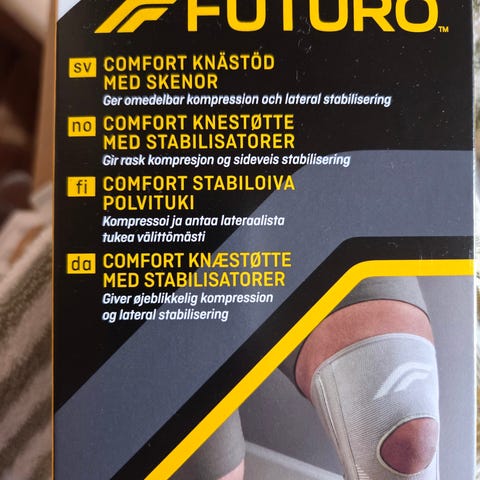 FUTURO™
sv COMFORT KNÄSTÖD
MED SKENOR
Ger omedelbar kompression och lateral stabilisering
no COMFORT KNESTØTTE
MED STABILISATORER
Gir rask kompresjon og sideveis stabilisering
fi COMFORT STABILOIVA
POLVITUKI
Kompressoi ja antaa lateraalista
tukea välittömästi
da COMFORT KNÆSTØTTE
MED STABILISATORER
Giver øjeblikkelig kompression
og lateral stabilisering